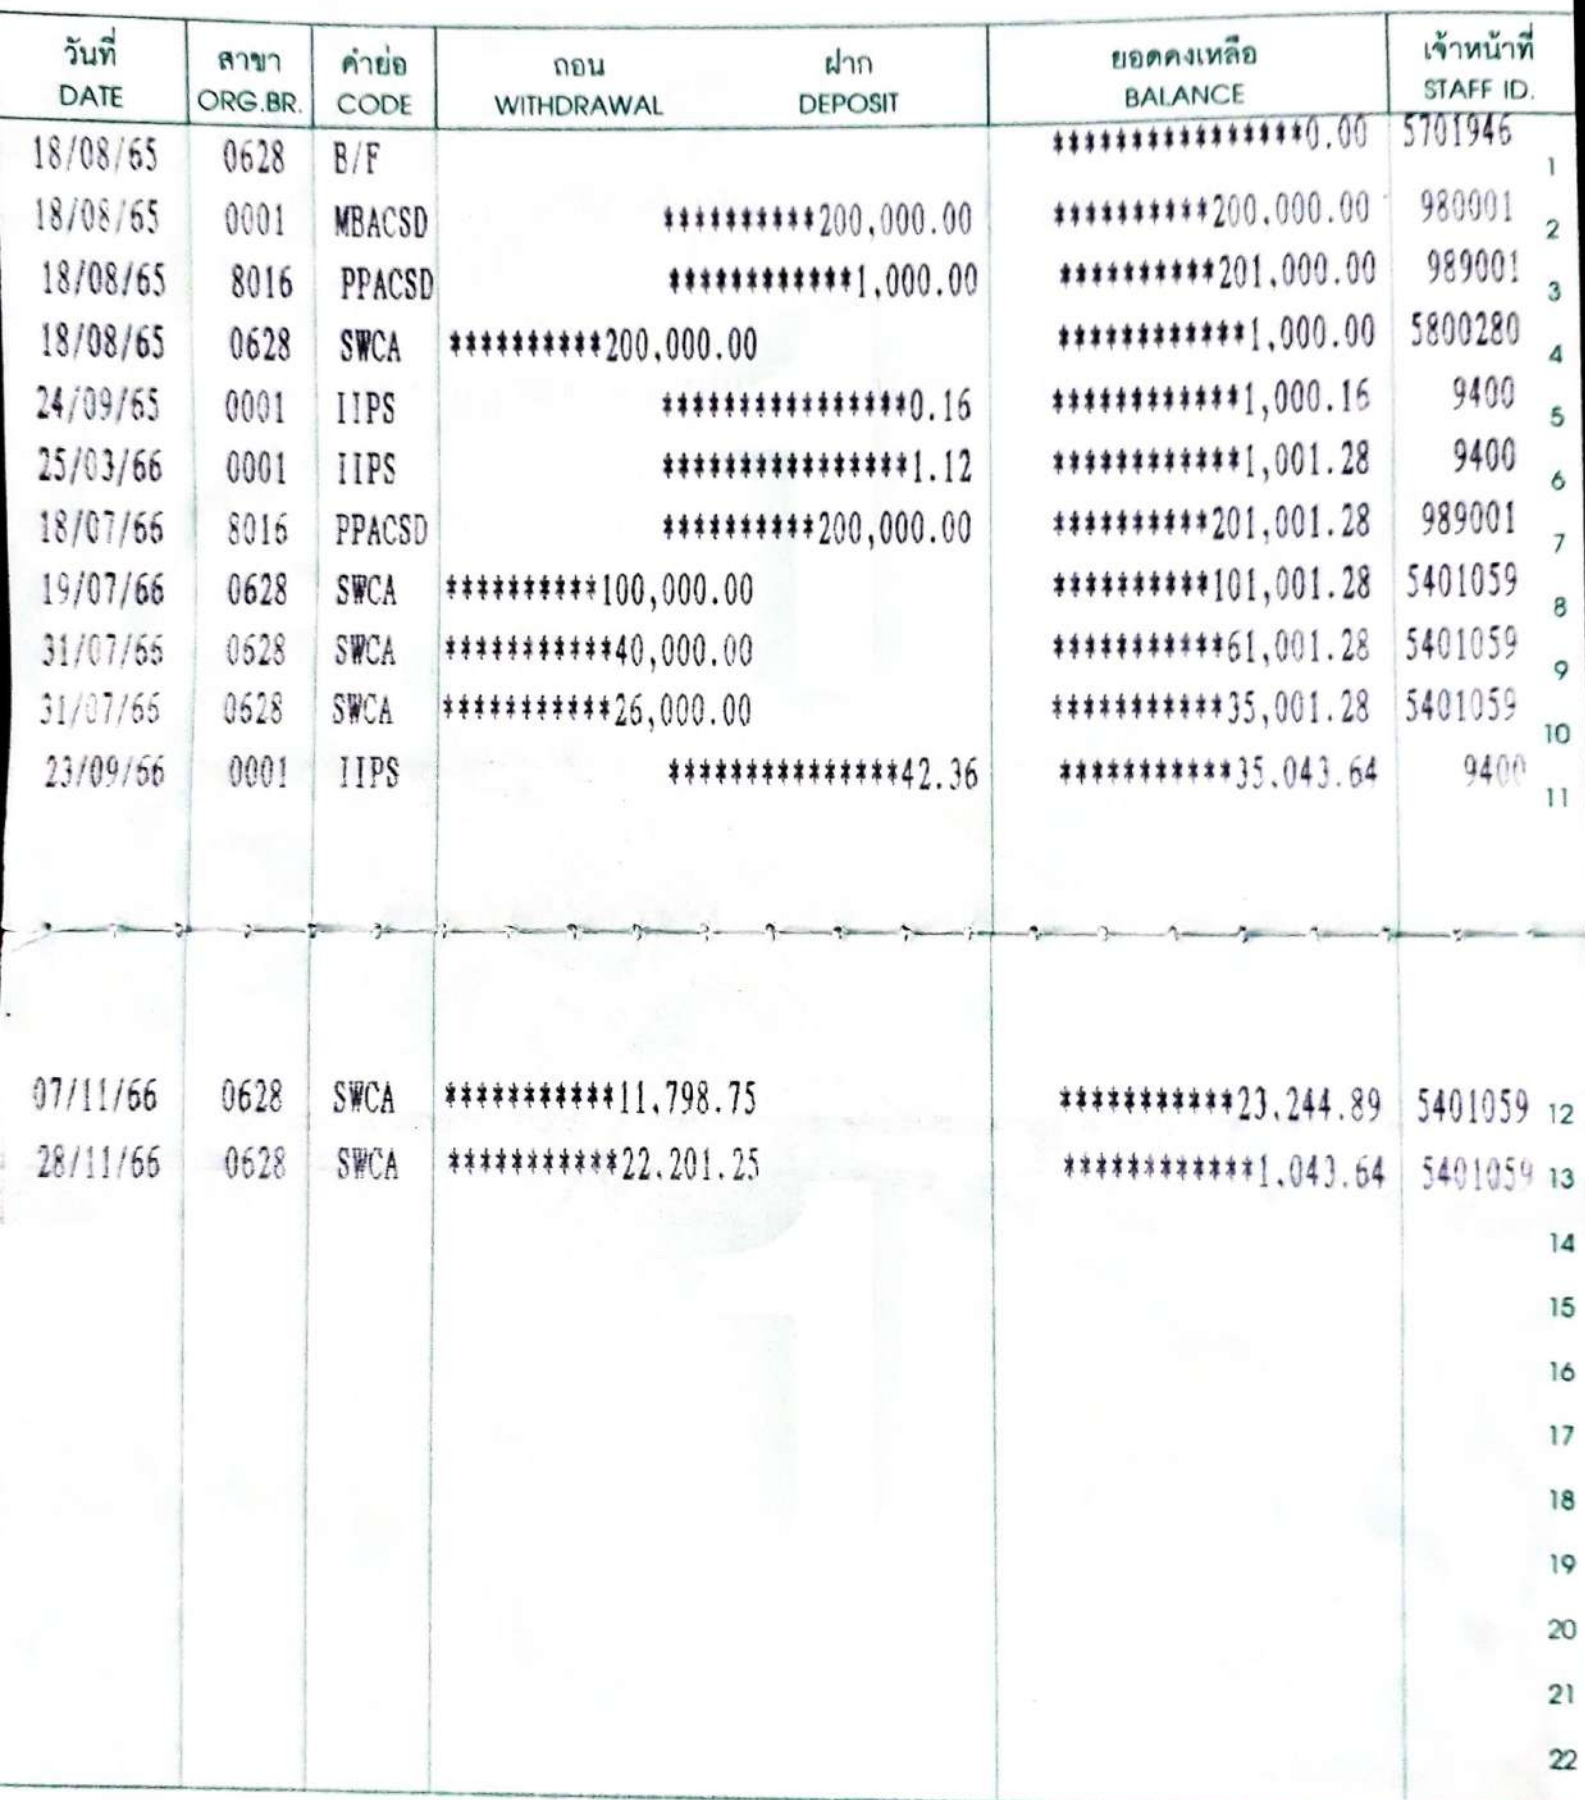 วันที่ สาขา คำย่อ ถอน ฝาก ยอดคงเหลือ เจ้าหน้าที่
DATE ORG.BR. CODE WITHDRAWAL DEPOSIT BALANCE STAFF ID.
18/08/65 0628 B/F ****************0.00 5701946 1
18/08/65 0001 MBACSD **********200,000.00 **********200,000.00 980001 2
18/08/65 8016 PPACSD ************1,000.00 **********201,000.00 989001 3
18/08/65 0628 SWCA **********200,000.00 ************1,000.00 5800280 4
24/09/65 0001 IIPS ****************0.16 ************1,000.16 9400 5
25/03/66 0001 IIPS ****************1.12 ************1,001.28 9400 6
18/07/66 8016 PPACSD **********200,000.00 **********201,001.28 989001 7
19/07/66 0628 SWCA **********100,000.00 **********101,001.28 5401059 8
31/07/66 0628 SWCA ***********40,000.00 ***********61,001.28 5401059 9
31/07/66 0628 SWCA ***********26,000.00 ***********35,001.28 5401059 10
23/09/66 0001 IIPS ***************42.36 ***********35,043.64 9400 11
07/11/66 0628 SWCA ***********11,798.75 ***********23,244.89 5401059 12
28/11/66 0628 SWCA ***********22,201.25 ************1,043.64 5401059 13
14
15
16
17
18
19
20
21
22